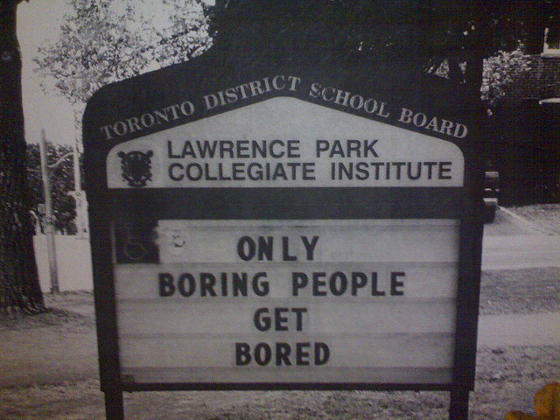 TORONTO DISTRICT SCHOOL BOARD
LAWRENCE PARK
COLLEGIATE INSTITUTE
ONLY
BORING PEOPLE
GET
BORED